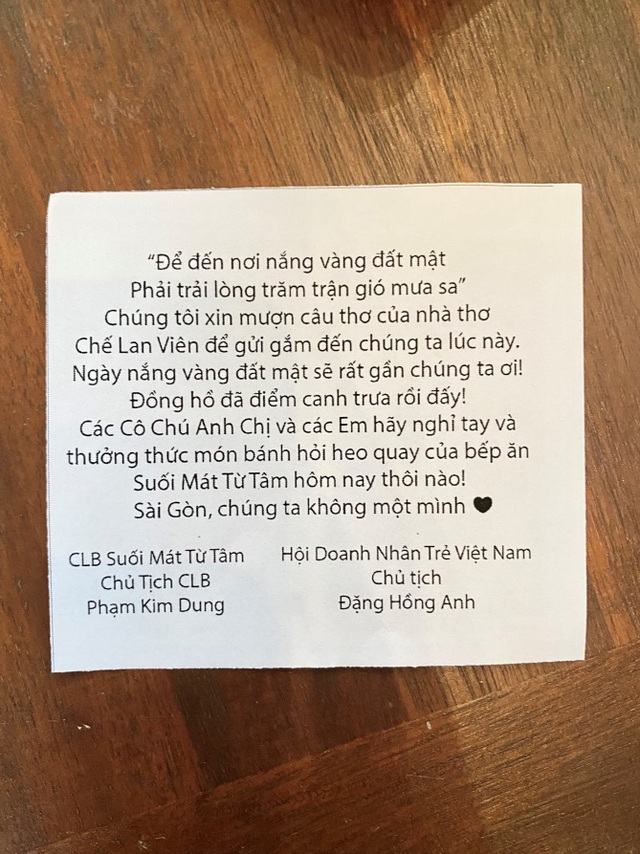 “Để đến nơi nắng vàng đất mật
Phải trải lòng trăm trận gió mưa sa”
Chúng tôi xin mượn câu thơ của nhà thơ
Chế Lan Viên để gửi gắm đến chúng ta lúc này.
Ngày nắng vàng đất mật sẽ rất gần chúng ta ơi!
Đồng hồ đã điểm canh trưa rồi đấy!
Các Cô Chú Anh Chị và các Em hãy nghỉ tay và
thưởng thức món bánh hỏi heo quay của bếp ăn
Suối Mát Từ Tâm hôm nay thôi nào!
Sài Gòn, chúng ta không một mình 🖤
CLB Suối Mát Từ Tâm
Chủ Tịch CLB
Phạm Kim Dung
Hội Doanh Nhân Trẻ Việt Nam
Chủ tịch
Đặng Hồng Anh